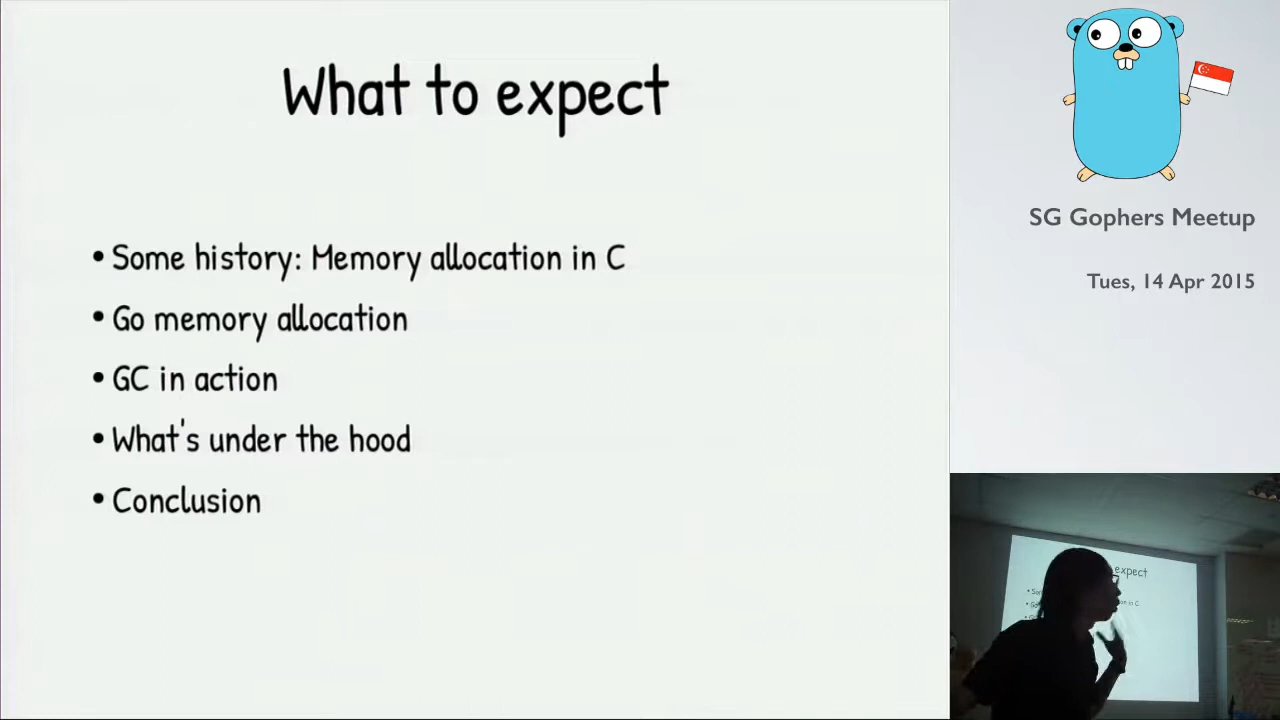 What to expect
• Some history: Memory allocation in C
• Go memory allocation
• GC in action
• What's under the hood
• Conclusion
SG Gophers Meetup
Tues, 14 Apr 2015
expect